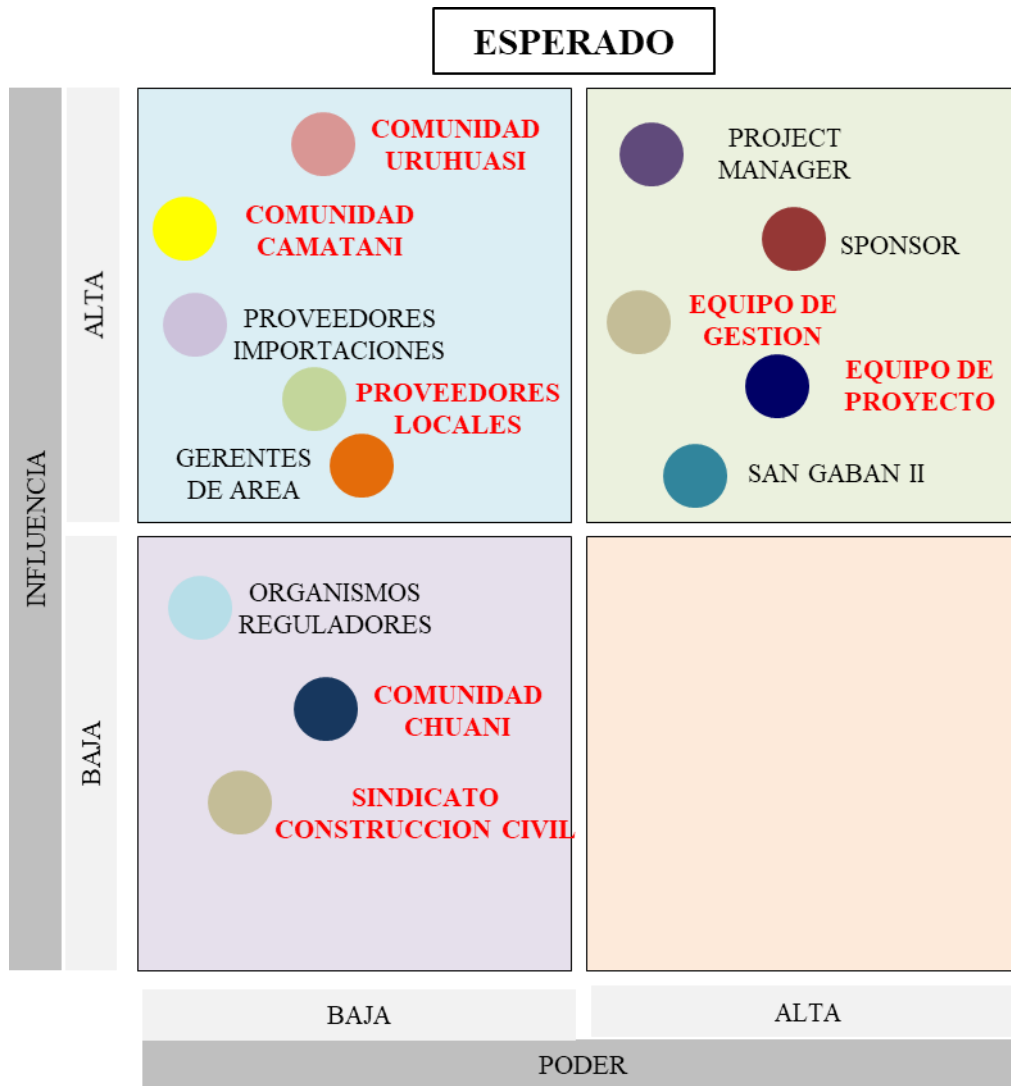 ESPERADO
COMUNIDAD
URUHUASI
COMUNIDAD
CAMATANI
PROVEEDORES
IMPORTACIONES
PROVEEDORES
LOCALES
GERENTES
DE AREA
PROJECT
MANAGER
SPONSOR
EQUIPO DE
GESTION
EQUIPO DE
PROYECTO
SAN GABAN II
ORGANISMOS
REGULADORES
COMUNIDAD
CHUANI
SINDICATO
CONSTRUCCION CIVIL
INFLUENCIA
ALTA
BAJA
BAJA
ALTA
PODER